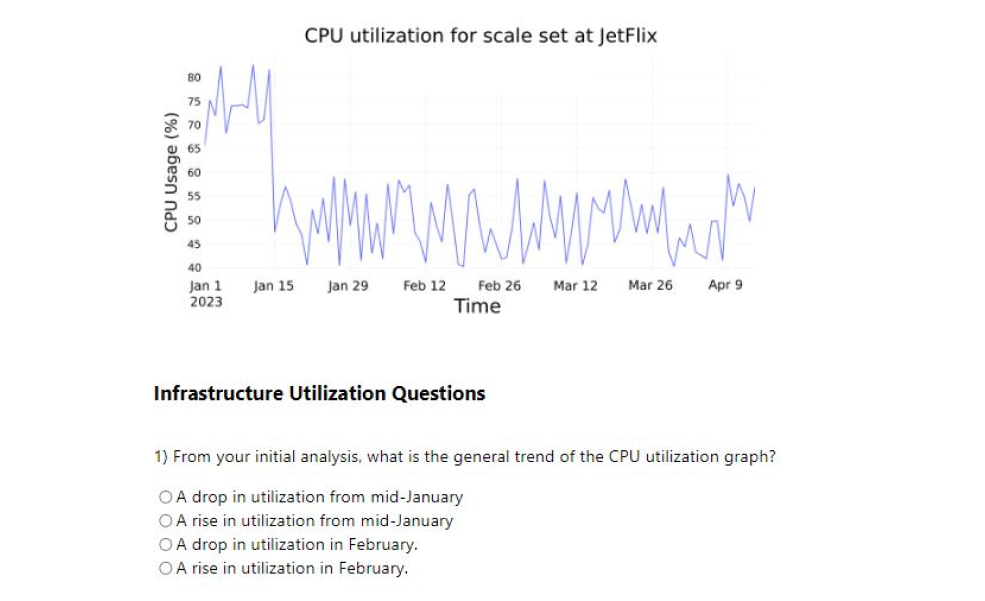 CPU utilization for scale set at JetFlix
80
75
70
65
60
55
50
45
40
CPU Usage (%)
Jan 1 Jan 15 Jan 29 Feb 12 Feb 26 Mar 12 Mar 26 Apr 9
2023
Time
Infrastructure Utilization Questions
1) From your initial analysis, what is the general trend of the CPU utilization graph?
A drop in utilization from mid-January
A rise in utilization from mid-January
A drop in utilization in February.
A rise in utilization in February.